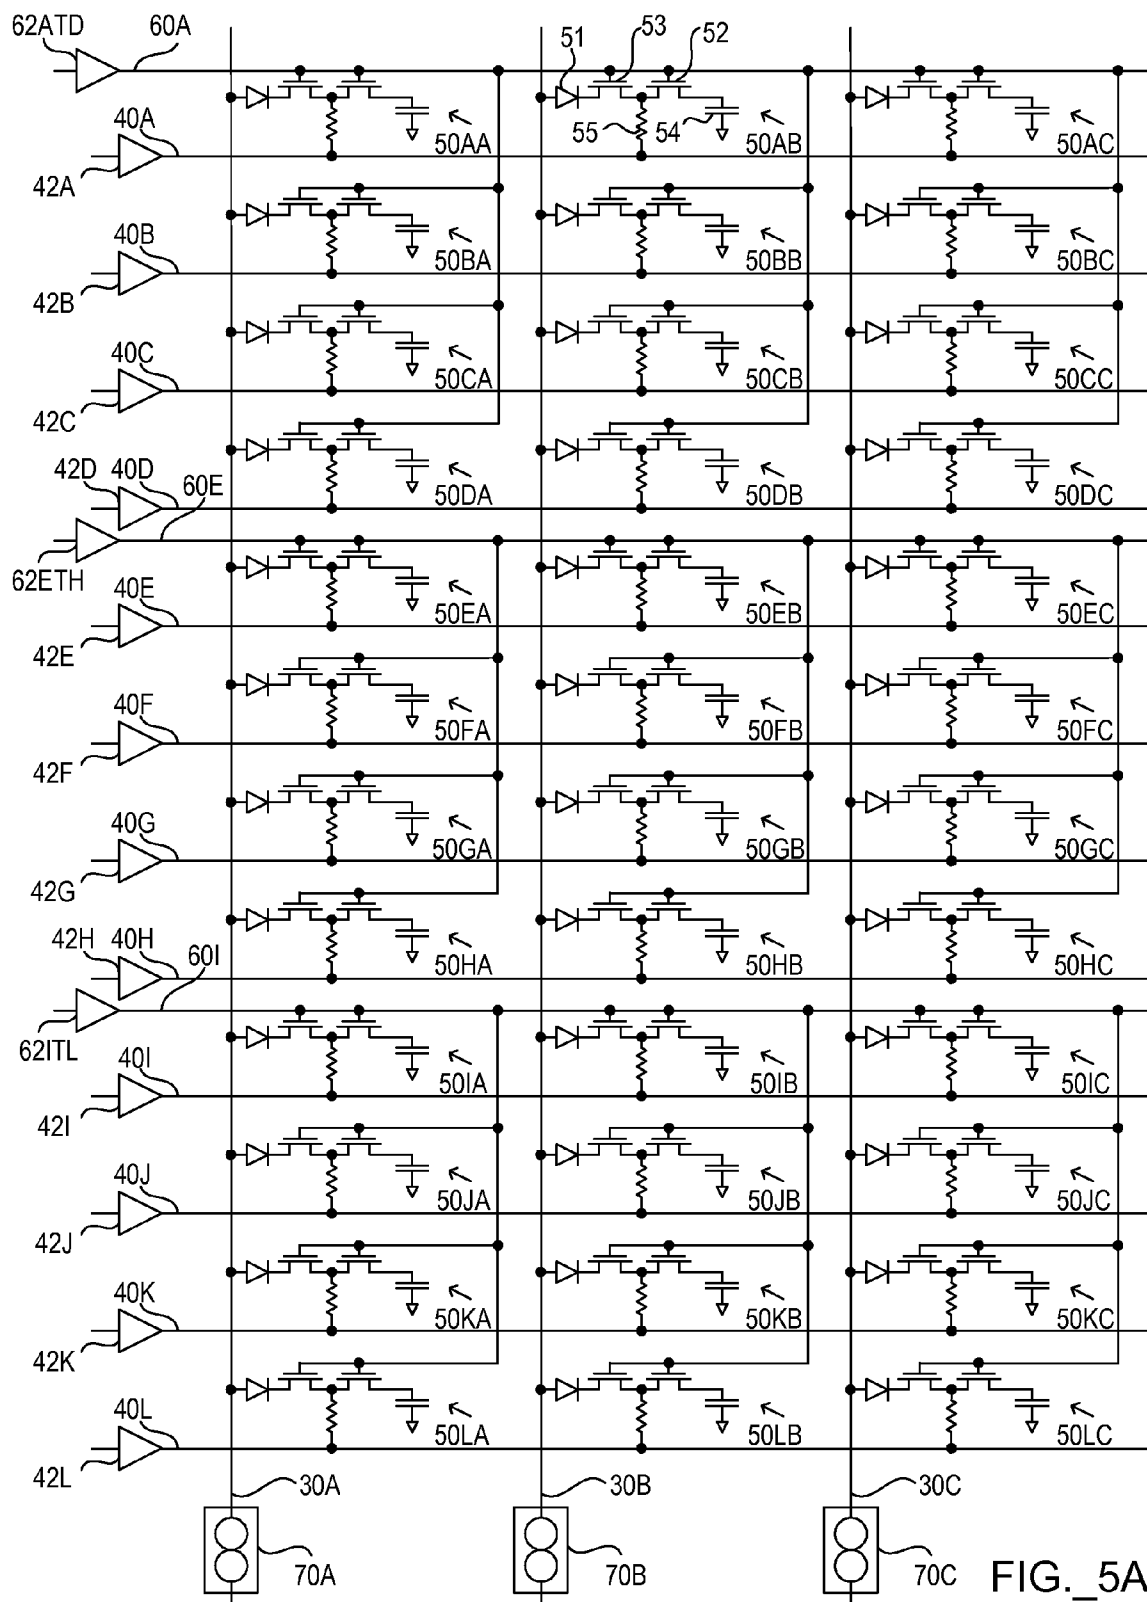 62ATD 60A 51 53 52
40A 55 54 50AA 50AB 50AC
42A
40B 50BA 50BB 50BC
42B
40C 50CA 50CB 50CC
42C
42D 40D 60E 50DA 50DB 50DC
62ETH
40E 50EA 50EB 50EC
42E
40F 50FA 50FB 50FC
42F
40G 50GA 50GB 50GC
42G
42H 40H 60I 50HA 50HB 50HC
62ITL
40I 50IA 50IB 50IC
42I
40J 50JA 50JB 50JC
42J
40K 50KA 50KB 50KC
42K
40L 50LA 50LB 50LC
42L
30A 30B 30C
70A 70B 70C
FIG._5A